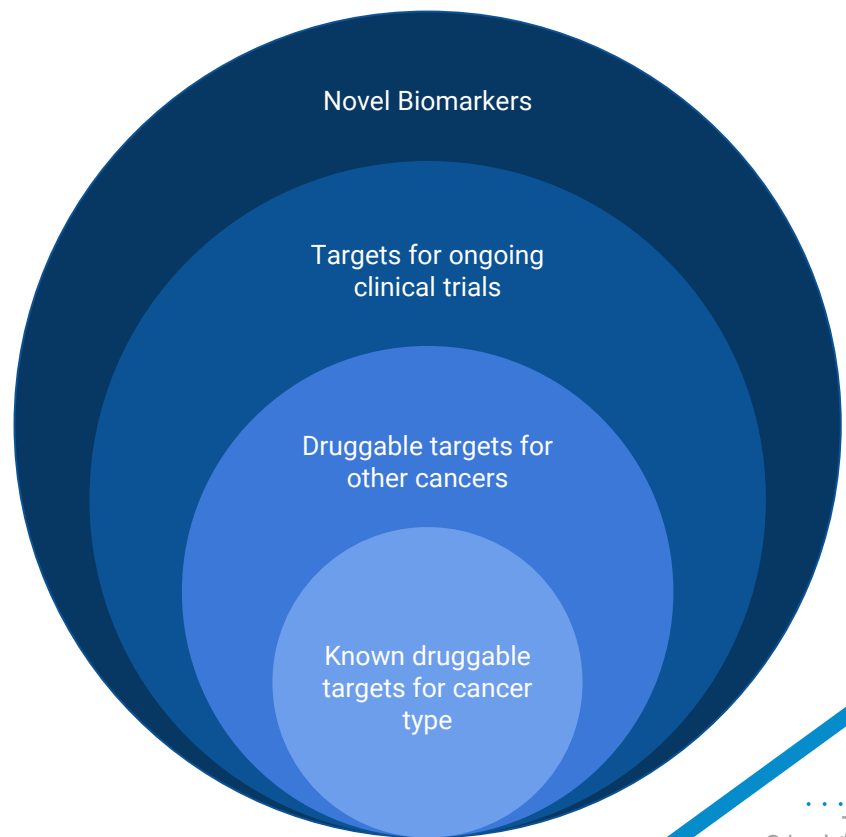 Novel Biomarkers
Targets for ongoing
clinical trials
Druggable targets for
other cancers
Known druggable
targets for cancer
type